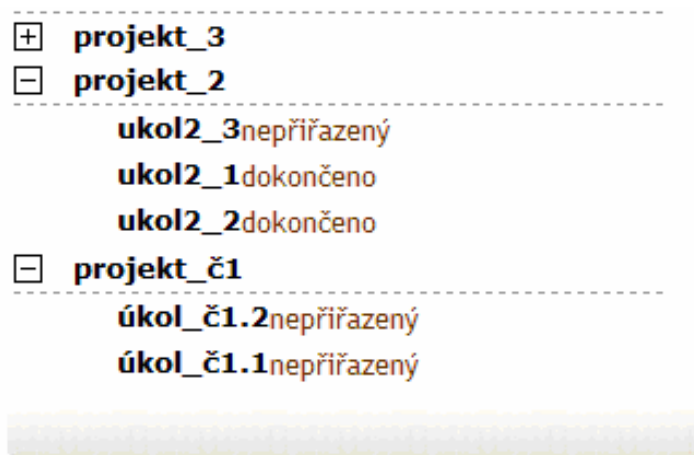 projekt_3
projekt_2
ukol2_3nepřiřazený
ukol2_1dokončeno
ukol2_2dokončeno
projekt_č1
úkol_č1.2nepřiřazený
úkol_č1.1nepřiřazený